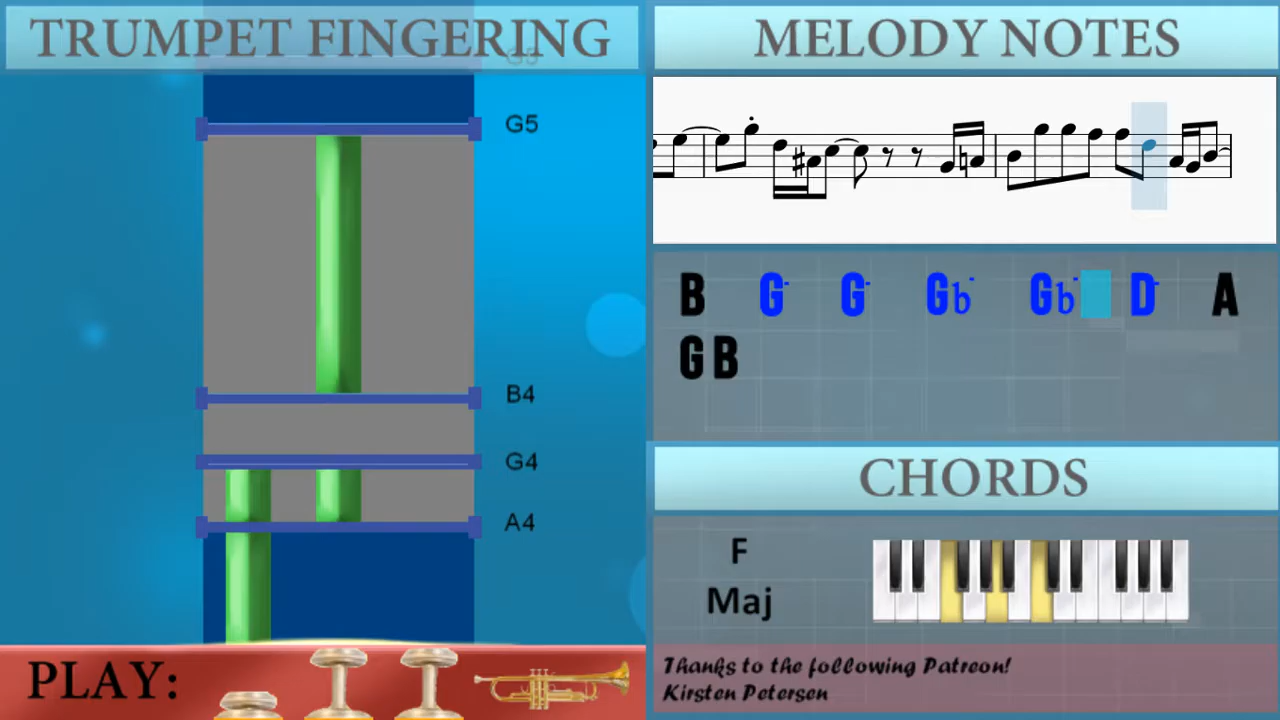 TRUMPET FINGERING
G5
G5
B4
G4
A4
PLAY:
MELODY NOTES
B G- G- Gb- Gb- D- A
G B
CHORDS
F
Maj
Thanks to the following Patreon!
Kirsten Petersen